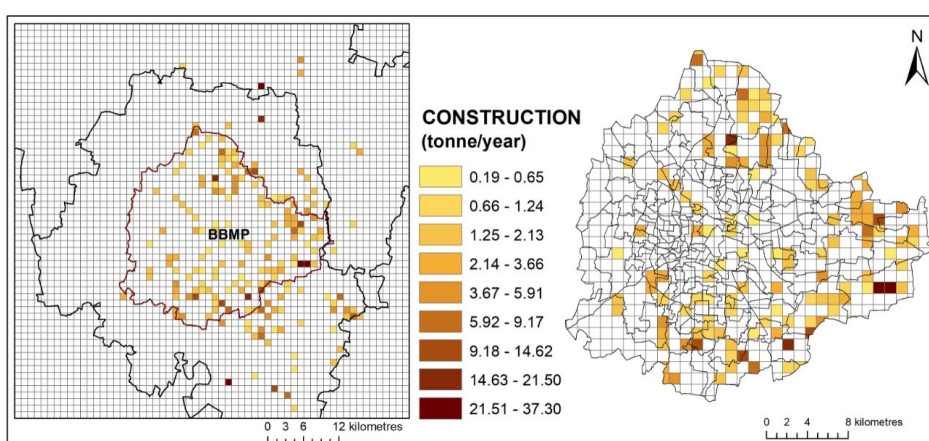 BBMP
0 3 6 12 kilometres
CONSTRUCTION
(tonne/year)
0.19 - 0.65
0.66 - 1.24
1.25 - 2.13
2.14 - 3.66
3.67 - 5.91
5.92 - 9.17
9.18 - 14.62
14.63 - 21.50
21.51 - 37.30
N
0 2 4 8 kilometres